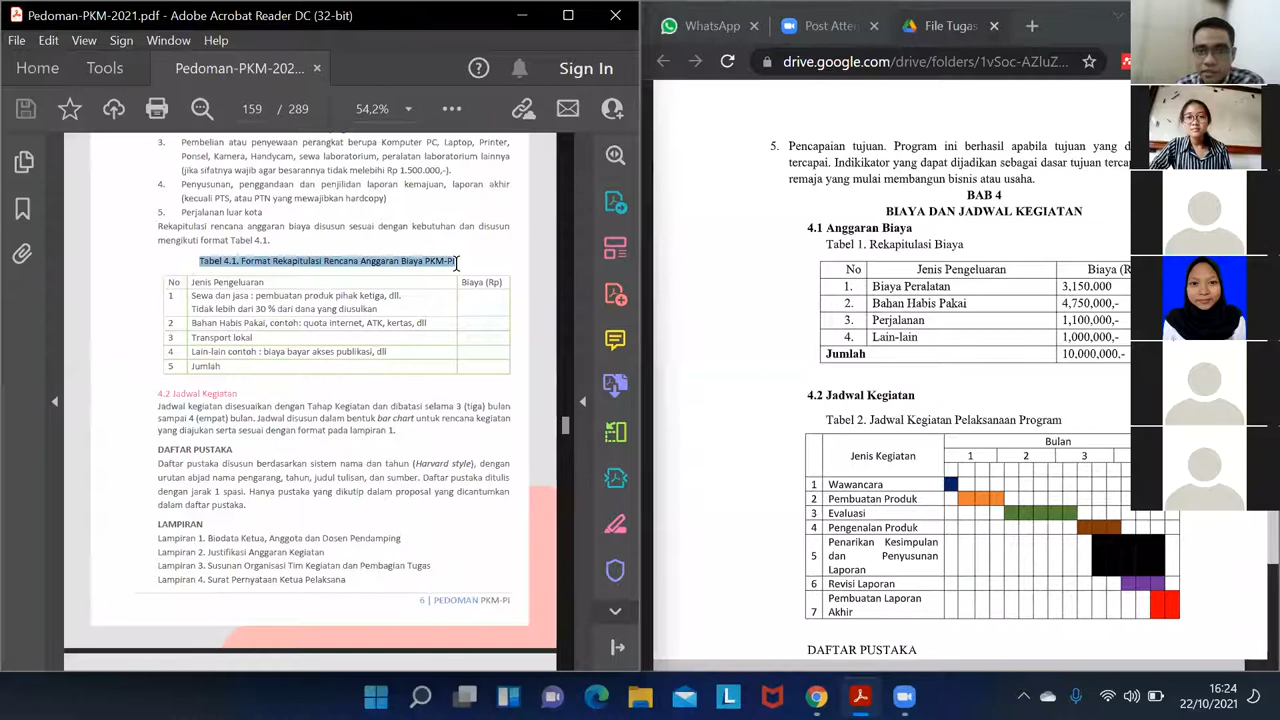 Pedoman-PKM-2021.pdf - Adobe Acrobat Reader DC (32-bit)
File Edit View Sign Window Help
Home Tools Pedoman-PKM-202... Sign In
159 / 289 54,2%
3. Pembelian atau penyewaan perangkat berupa Komputer PC, Laptop, Printer,
Ponsel, Kamera, Handycam, sewa laboratorium, peralatan laboratorium lainnya
(jika sifatnya wajib agar besarannya tidak melebihi Rp 1.500.000,-).
4. Penyusunan, penggandaan dan penjilidan laporan kemajuan, laporan akhir
(kecuali PTS, atau PTN yang mewajibkan hardcopy)
5. Perjalanan luar kota
Rekapitulasi rencana anggaran biaya disusun sesuai dengan kebutuhan dan disusun
mengikuti format Tabel 4.1.
Tabel 4.1. Format Rekapitulasi Rencana Anggaran Biaya PKM-PI
No Jenis Pengeluaran Biaya (Rp)
1 Sewa dan jasa : pembuatan produk pihak ketiga, dll.
Tidak lebih dari 30 % dari dana yang diusulkan
2 Bahan Habis Pakai, contoh: quota internet, ATK, kertas, dll
3 Transport lokal
4 Lain-lain contoh : biaya bayar akses publikasi, dll
5 Jumlah
4.2 Jadwal Kegiatan
Jadwal kegiatan disesuaikan dengan Tahap Kegiatan dan dibatasi selama 3 (tiga) bulan
sampai 4 (empat) bulan. Jadwal disusun dalam bentuk bar chart untuk rencana kegiatan
yang diajukan serta sesuai dengan format pada lampiran 1.
DAFTAR PUSTAKA
Daftar pustaka disusun berdasarkan sistem nama dan tahun (Harvard style), dengan
urutan abjad nama pengarang, tahun, judul tulisan, dan sumber. Daftar pustaka ditulis
dengan jarak 1 spasi. Hanya pustaka yang dikutip dalam proposal yang dicantumkan
dalam daftar pustaka.
LAMPIRAN
Lampiran 1. Biodata Ketua, Anggota dan Dosen Pendamping
Lampiran 2. Justifikasi Anggaran Kegiatan
Lampiran 3. Susunan Organisasi Tim Kegiatan dan Pembagian Tugas
Lampiran 4. Surat Pernyataan Ketua Pelaksana
6 | PEDOMAN PKM-PI
WhatsApp Post Atter File Tugas
drive.google.com/drive/folders/1vSoc-AZluZ...
5. Pencapaian tujuan. Program ini berhasil apabila tujuan yang d
tercapai. Indikikator yang dapat dijadikan sebagai dasar tujuan tercap
remaja yang mulai membangun bisnis atau usaha.
BAB 4
BIAYA DAN JADWAL KEGIATAN
4.1 Anggaran Biaya
Tabel 1. Rekapitulasi Biaya
No Jenis Pengeluaran Biaya (R
1. Biaya Peralatan 3,150.000
2. Bahan Habis Pakai 4,750.000,-
3. Perjalanan 1,100,000,-
4. Lain-lain 1,000,000,-
Jumlah 10,000,000,-
4.2 Jadwal Kegiatan
Tabel 2. Jadwal Kegiatan Pelaksanaan Program
Jenis Kegiatan Bulan
1 2 3
1 Wawancara
2 Pembuatan Produk
3 Evaluasi
4 Pengenalan Produk
5 Penarikan Kesimpulan
dan Penyusunan
Laporan
6 Revisi Laporan
7 Pembuatan Laporan
Akhir
DAFTAR PUSTAKA
16:24
22/10/2021